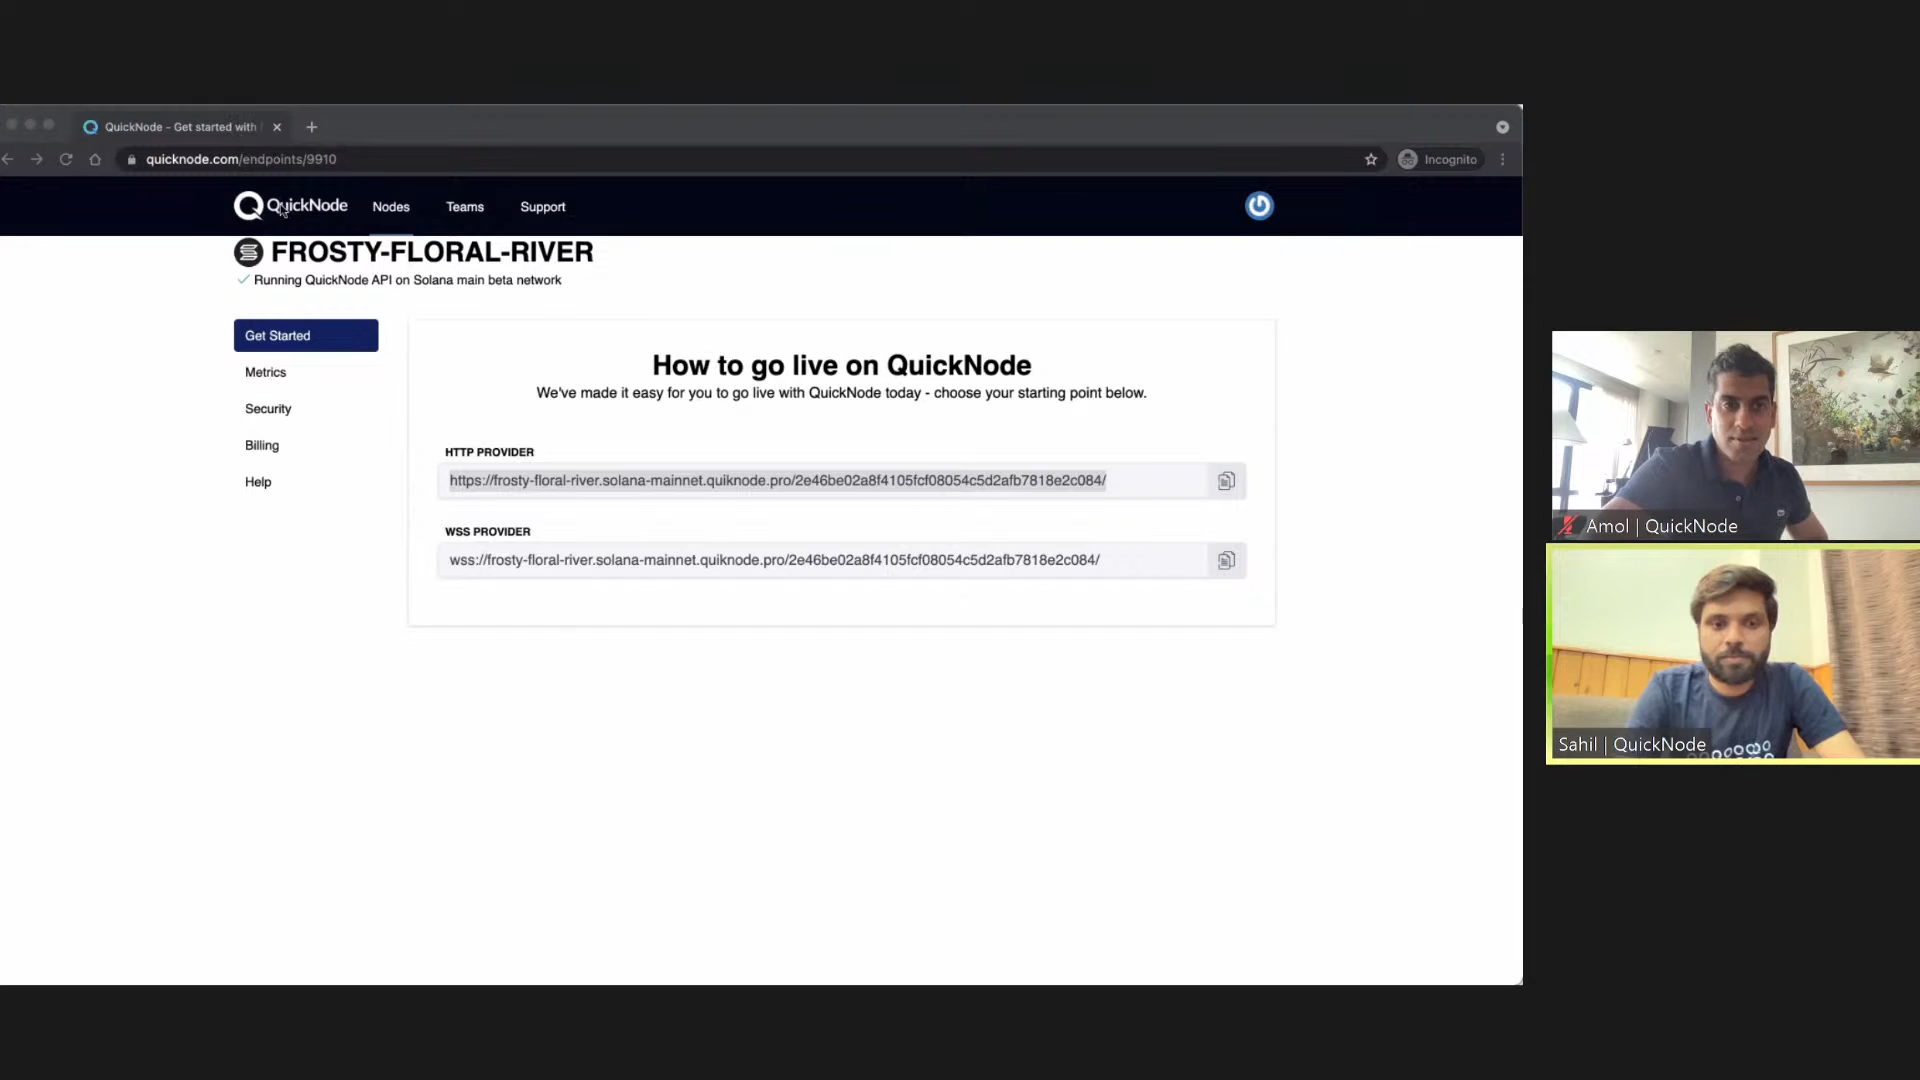 QuickNode - Get started with
quicknode.com/endpoints/9910
Incognito
QuickNode
Nodes
Teams
Support
FROSTY-FLORAL-RIVER
Running QuickNode API on Solana main beta network
Get Started
Metrics
Security
Billing
Help
How to go live on QuickNode
We've made it easy for you to go live with QuickNode today - choose your starting point below.
HTTP PROVIDER
https://frosty-floral-river.solana-mainnet.quiknode.pro/2e46be02a8f4105fcf08054c5d2afb7818e2c084/
WSS PROVIDER
wss://frosty-floral-river.solana-mainnet.quiknode.pro/2e46be02a8f4105fcf08054c5d2afb7818e2c084/
Amol | QuickNode
Sahil | QuickNode